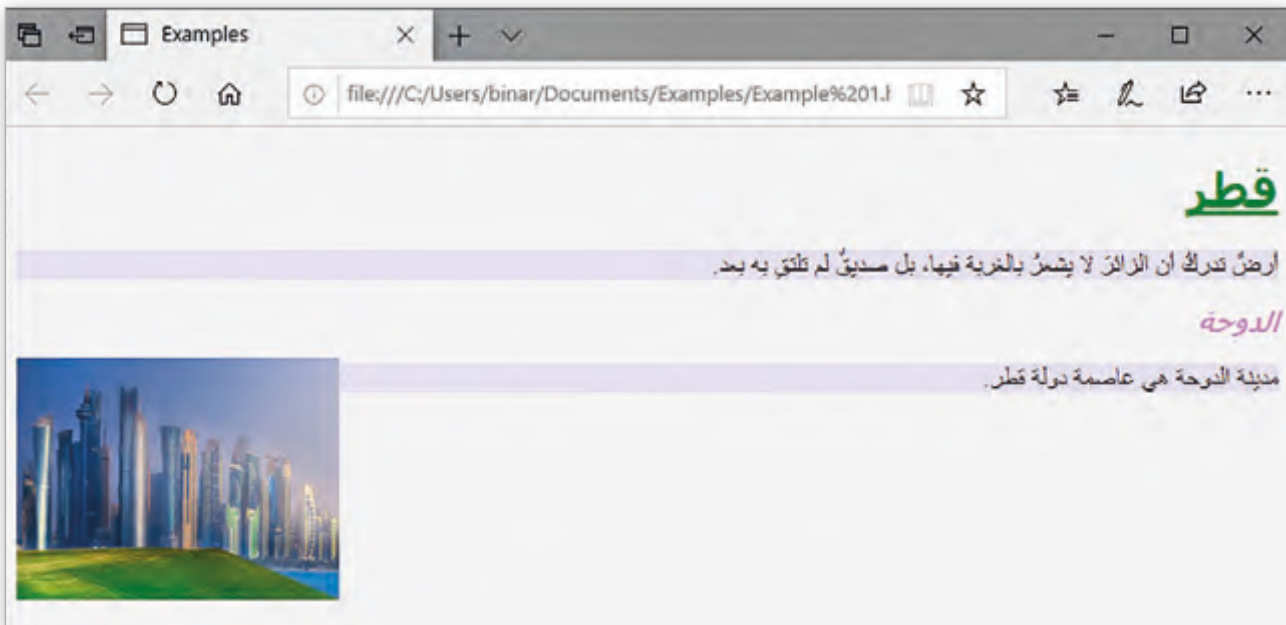 Examples
file:///C:/Users/binar/Documents/Examples/Example%201.h
قطر
أرضٌ تدركُ أن الزائرَ لا يشعرُ بالغربة فيها، بل صديقٌ لم تلتقِ به بعد.
الدوحة
مدينة الدوحة هي عاصمة دولة قطر.